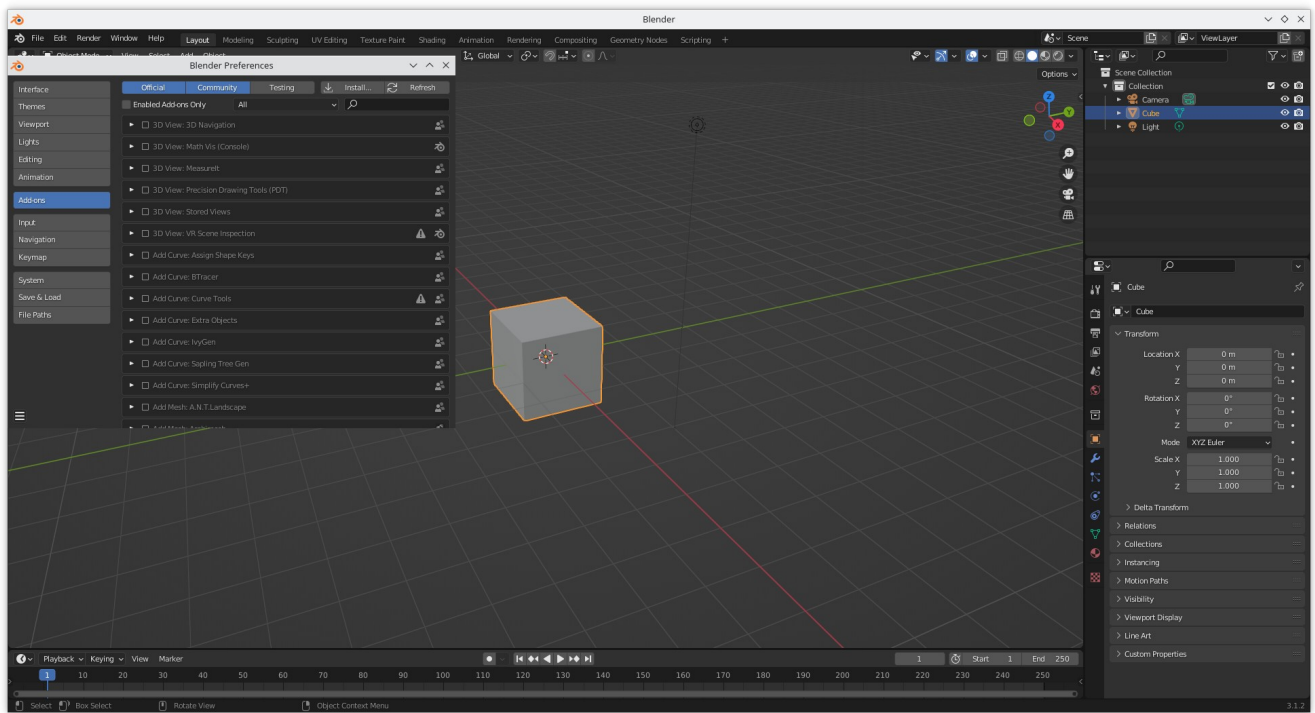 Blender
File Edit Render Window Help Layout Modeling Sculpting UV Editing Texture Paint Shading Animation Rendering Compositing Geometry Nodes Scripting + Scene ViewLayer
Object Mode View Select Add Object Global
Options
Blender Preferences
Interface
Themes
Viewport
Lights
Editing
Animation
Add-ons
Input
Navigation
Keymap
System
Save & Load
File Paths
Official Community Testing Install... Refresh
Enabled Add-ons Only All
3D View: 3D Navigation
3D View: Math Vis (Console)
3D View: MeasureIt
3D View: Precision Drawing Tools (PDT)
3D View: Stored Views
3D View: VR Scene Inspection
Add Curve: Assign Shape Keys
Add Curve: BTracer
Add Curve: Curve Tools
Add Curve: Extra Objects
Add Curve: IvyGen
Add Curve: Sapling Tree Gen
Add Curve: Simplify Curves+
Add Mesh: A.N.T.Landscape
Z
Y
X
Scene Collection
Collection
Camera
Cube
Light
Cube
Cube
Transform
Location X 0 m
Y 0 m
Z 0 m
Rotation X 0°
Y 0°
Z 0°
Mode XYZ Euler
Scale X 1.000
Y 1.000
Z 1.000
Delta Transform
Relations
Collections
Instancing
Motion Paths
Visibility
Viewport Display
Line Art
Custom Properties
Playback Keying View Marker 1 Start 1 End 250
1 10 20 30 40 50 60 70 80 90 100 110 120 130 140 150 160 170 180 190 200 210 220 230 240 250
Select Box Select Rotate View Object Context Menu 3.1.2